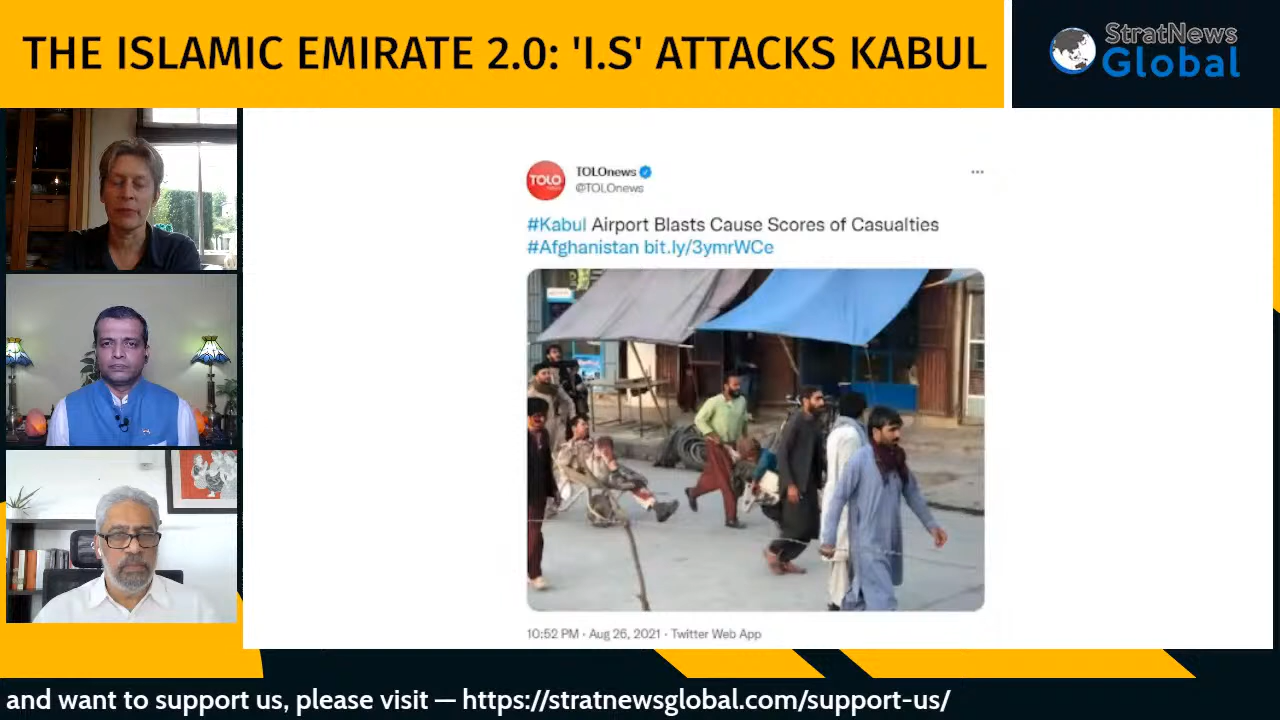 THE ISLAMIC EMIRATE 2.0: 'I.S' ATTACKS KABUL
StratNews
Global
TOLO
TOLOnews
@TOLOnews
#Kabul Airport Blasts Cause Scores of Casualties
#Afghanistan bit.ly/3ymrWCe
10:52 PM · Aug 26, 2021 · Twitter Web App
and want to support us, please visit — https://stratnewsglobal.com/support-us/